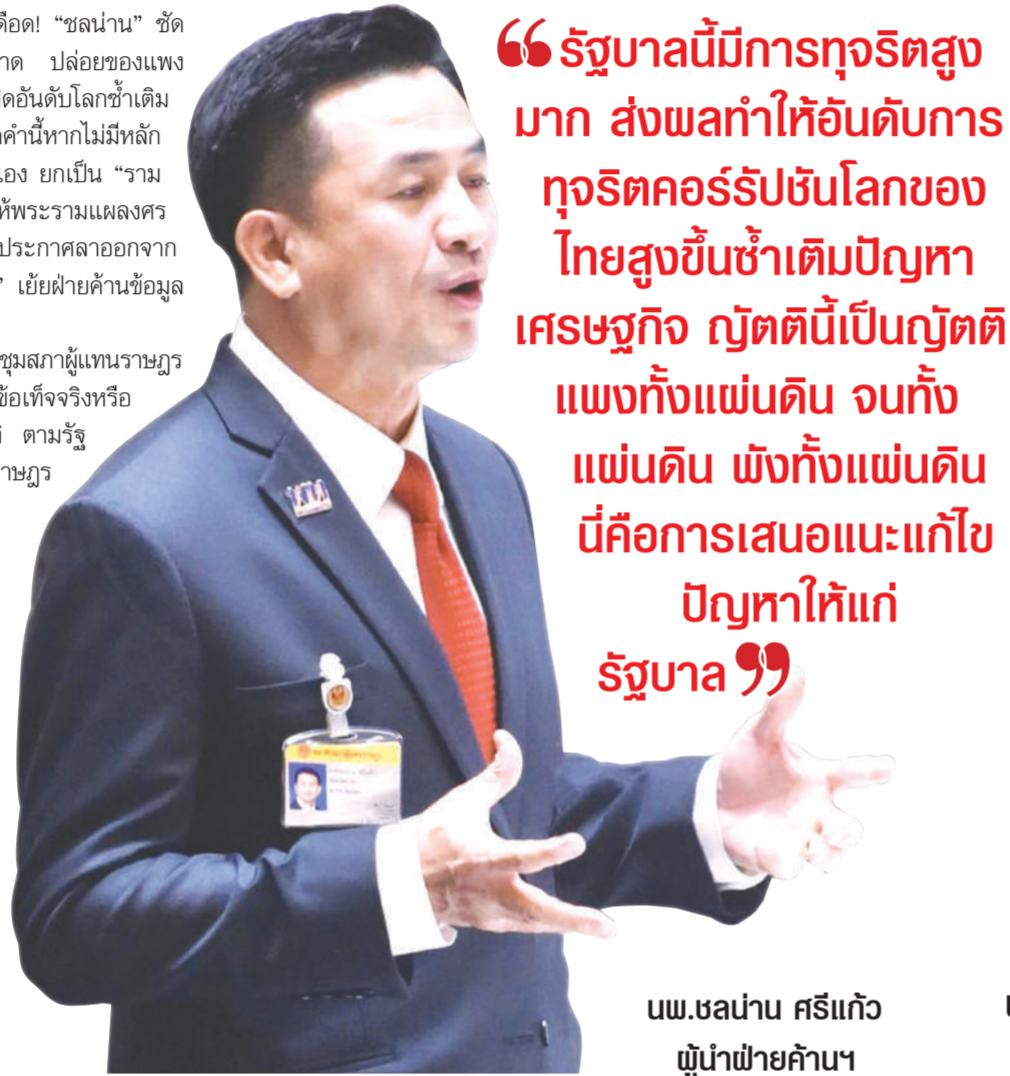 ดือด! “ชลน่าน” ซัด
าด ปล่อยของแพง
ิดอันดับโลกซ้ำเติม
คำนี้หากไม่มีหลัก
เอง ยกเป็น “ราม
ห้พระรามแผลงศร
ประกาศลาออกจาก
” เย้ยฝ่ายค้านข้อมูล
ชุมสภาผู้แทนราษฎร
ข้อเท็จจริงหรือ
ตามรัฐ
าษฎร
“รัฐบาลนี้มีการทุจริตสูง
มาก ส่งผลทำให้อันดับการ
ทุจริตคอร์รัปชันโลกของ
ไทยสูงขึ้นซ้ำเติมปัญหา
เศรษฐกิจ ญัตตินี้เป็นญัตติ
แพงทั้งแผ่นดิน จนทั้ง
แผ่นดิน พังทั้งแผ่นดิน
นี่คือการเสนอแนะแก้ไข
ปัญหาให้แก่
รัฐบาล”
นพ.ชลน่าน ศรีแก้ว
ผู้นำฝ่ายค้านฯ